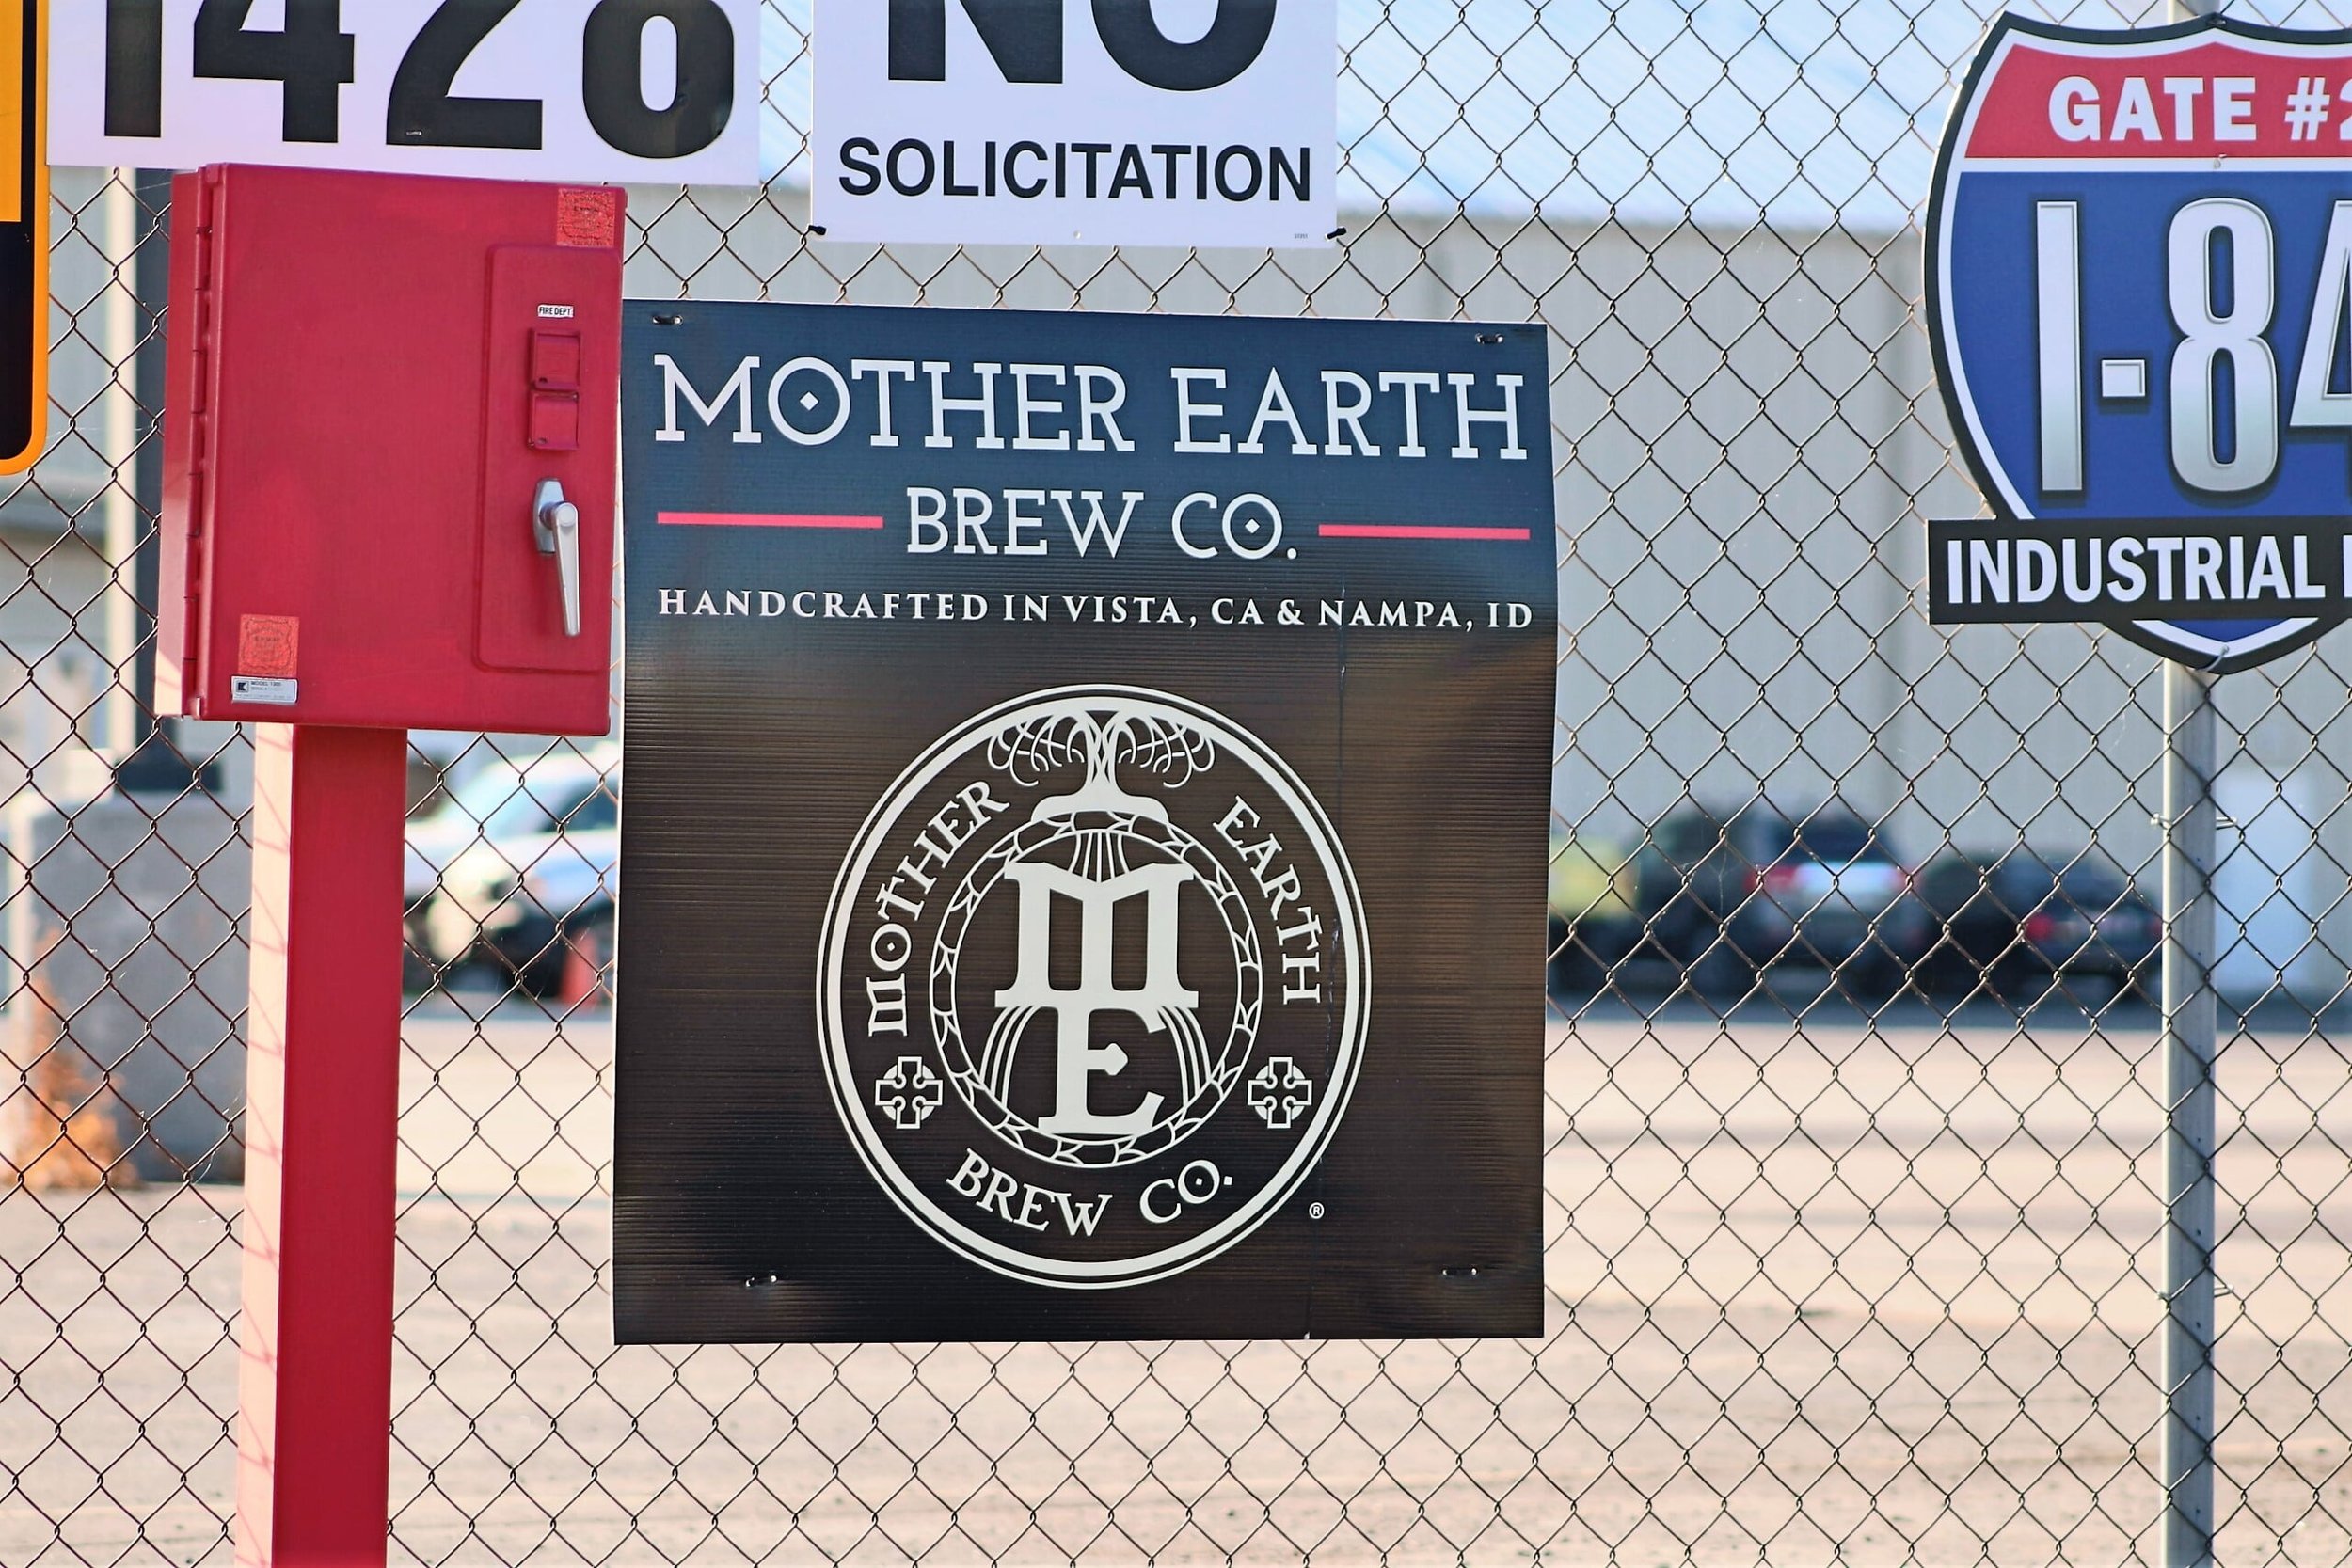 1428
NO
SOLICITATION
GATE #2
I-84
INDUSTRIAL
FIRE DEPT
MOTHER EARTH
BREW CO.
HANDCRAFTED IN VISTA, CA & NAMPA, ID
MOTHER EARTH
ME
BREW CO.
®